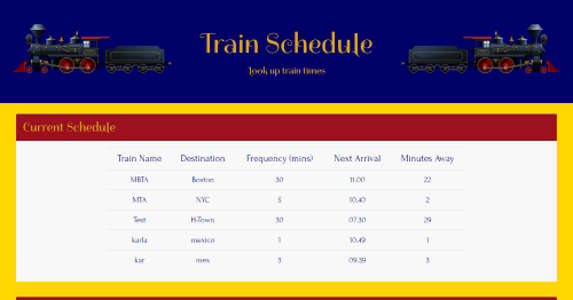 Train Schedule
Look up train times
Current Schedule
Train Name Destination Frequency (mins) Next Arrival Minutes Away
MBTA Boston 30 11.00 22
MTA NYC 5 10.40 2
Test H-Town 30 07.30 29
karla mexico 1 10.49 1
kar mex 3 09.59 3